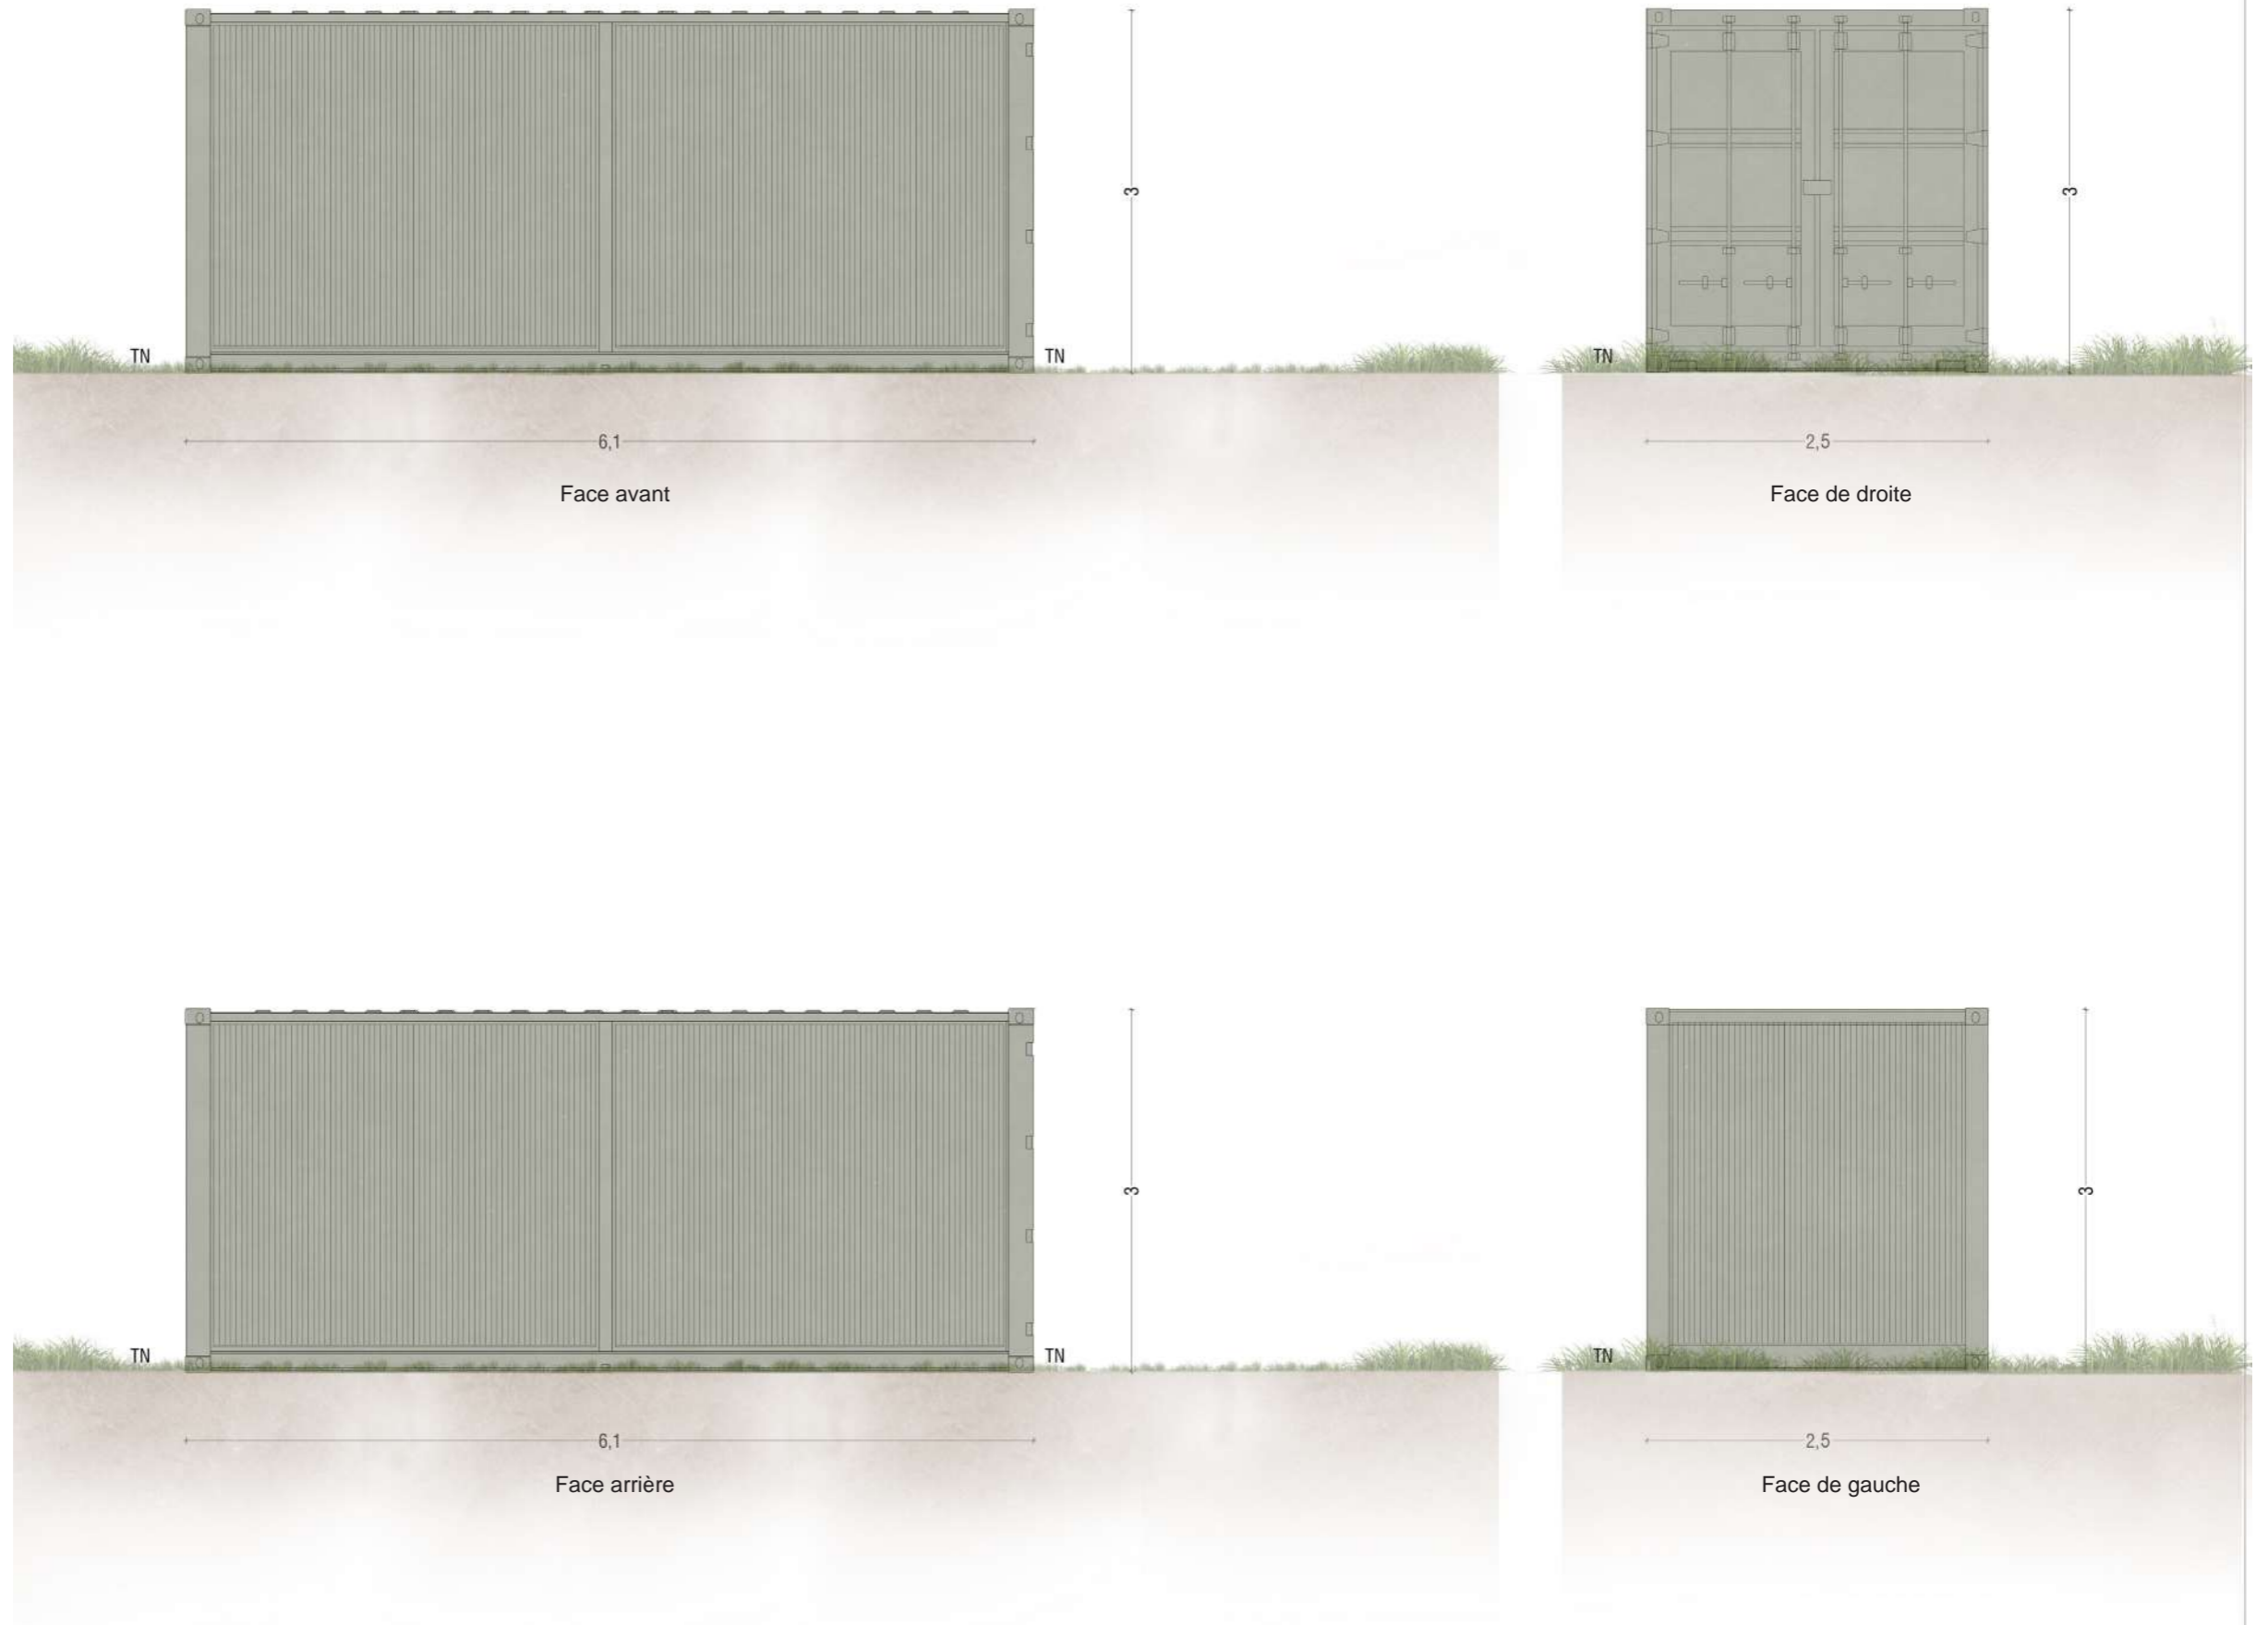 3
3
TN
TN
TN
6,1
2,5
Face avant
Face de droite
3
3
TN
TN
TN
6,1
2,5
Face arrière
Face de gauche